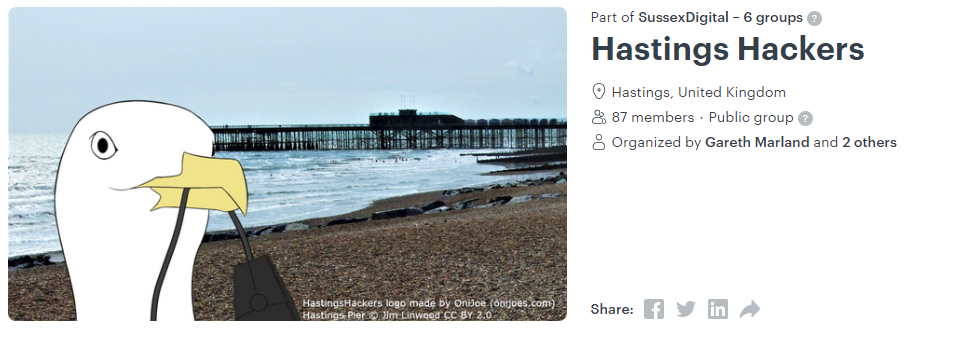 Part of SussexDigital – 6 groups ?
Hastings Hackers
Hastings, United Kingdom
87 members · Public group ?
Organized by Gareth Marland and 2 others
HastingsHackers logo made by OniJoe (onijoes.com)
Hastings Pier © Jim Linwood CC BY 2.0
Share: